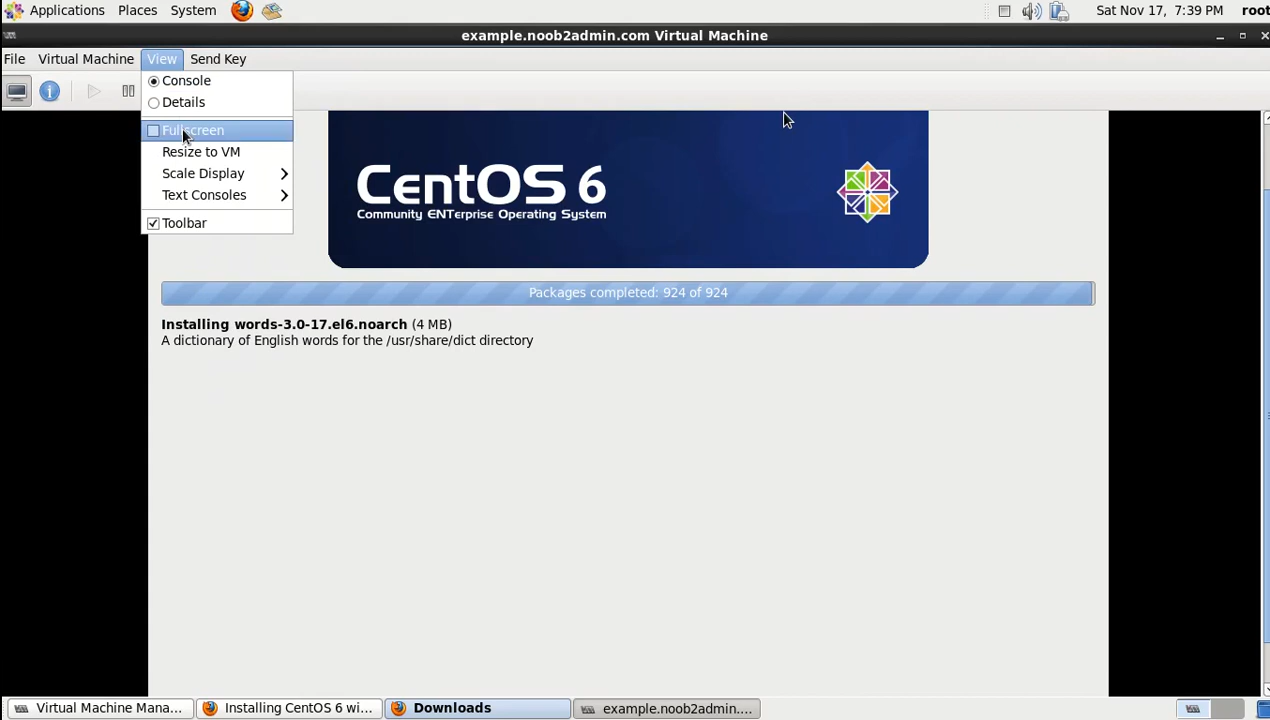 Applications Places System Sat Nov 17, 7:39 PM root
example.noob2admin.com Virtual Machine
File Virtual Machine View Send Key
Console
Details
Fullscreen
Resize to VM
Scale Display
Text Consoles
Toolbar
CentOS 6
Community ENTerprise Operating System
Packages completed: 924 of 924
Installing words-3.0-17.el6.noarch (4 MB)
A dictionary of English words for the /usr/share/dict directory
Virtual Machine Mana... Installing CentOS 6 wi... Downloads example.noob2admin....